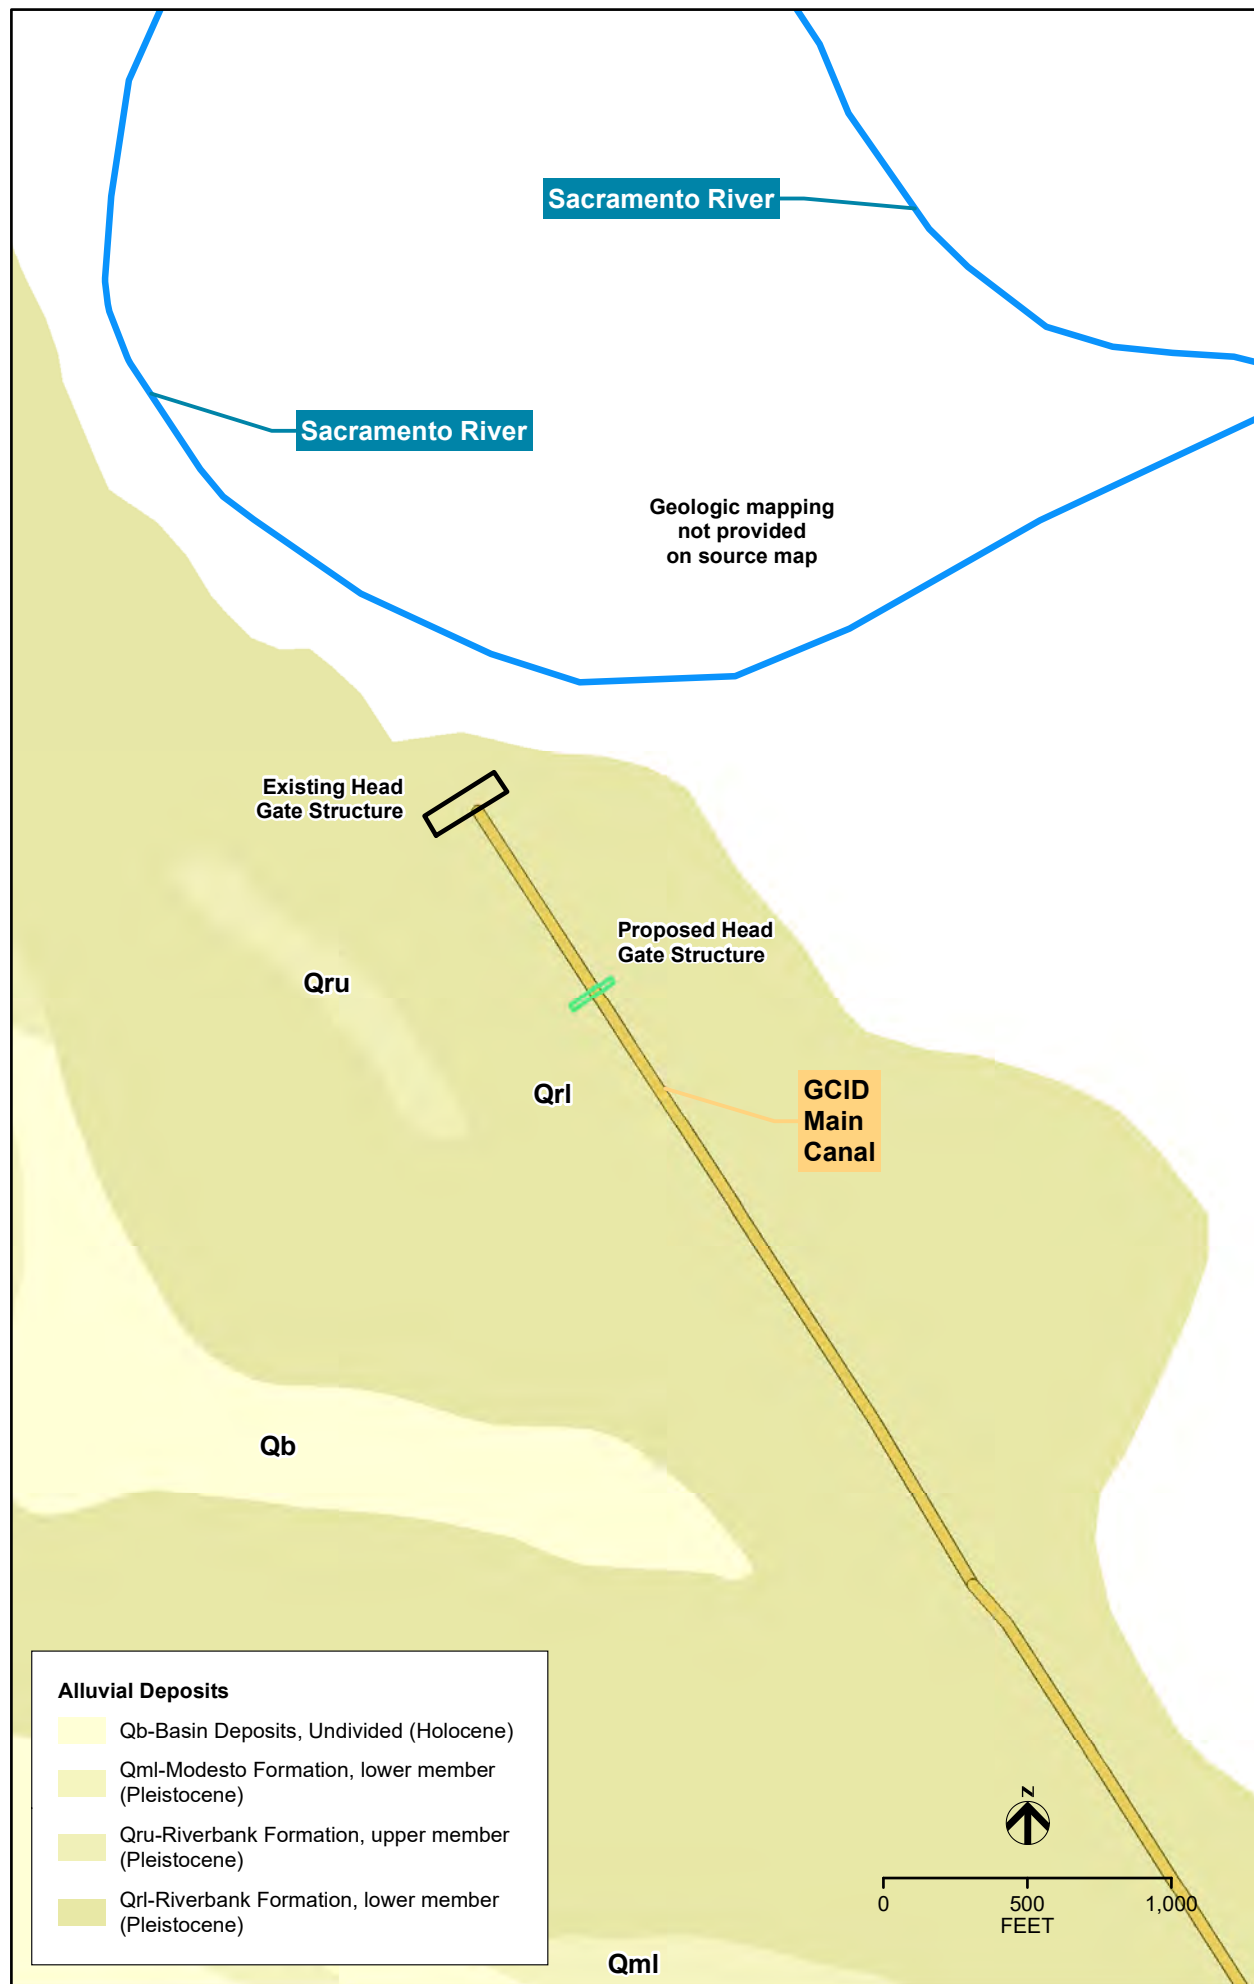 Sacramento River
Sacramento River
Geologic mapping
not provided
on source map
Existing Head
Gate Structure
Proposed Head
Gate Structure
Qru
Qrl
GCID
Main
Canal
Qb
Alluvial Deposits
Qb-Basin Deposits, Undivided (Holocene)
Qml-Modesto Formation, lower member
(Pleistocene)
Qru-Riverbank Formation, upper member
(Pleistocene)
Qrl-Riverbank Formation, lower member
(Pleistocene)
N
0 500 1,000
FEET
Qml